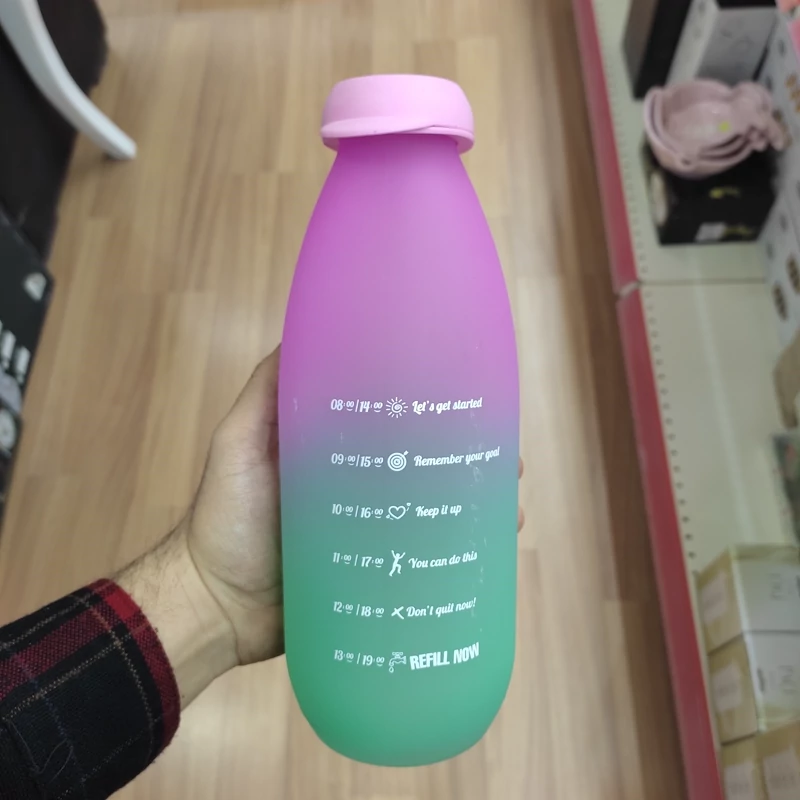 08:00/14:00 Let's get started
09:00/15:00 Remember your goal
10:00/16:00 Keep it up
11:00/17:00 You can do this
12:00/18:00 Don't quit now!
13:00/19:00 REFILL NOW